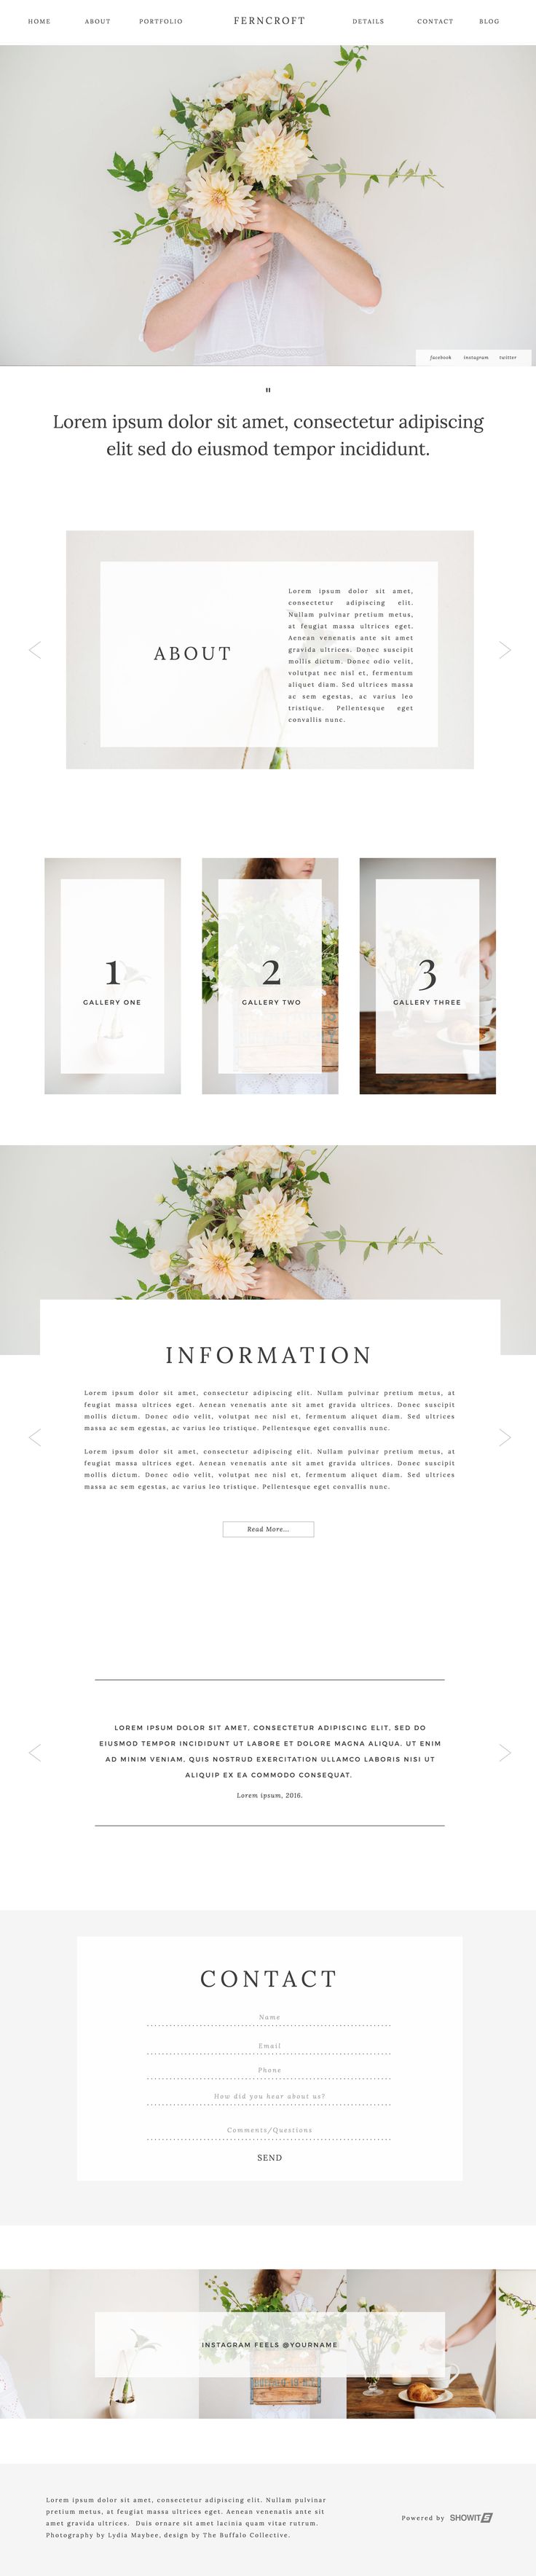 HOME ABOUT PORTFOLIO FERNCROFT DETAILS CONTACT BLOG
facebook instagram twitter
"
Lorem ipsum dolor sit amet, consectetur adipiscing
elit sed do eiusmod tempor incididunt.
ABOUT
Lorem ipsum dolor sit amet,
consectetur adipiscing elit.
Nullam pulvinar pretium metus,
at feugiat massa ultrices eget.
Aenean venenatis ante sit amet
gravida ultrices. Donec suscipit
mollis dictum. Donec odio velit,
volutpat nec nisl et, fermentum
aliquet diam. Sed ultrices massa
ac sem egestas, ac varius leo
tristique. Pellentesque eget
convallis nunc.
1
GALLERY ONE
2
GALLERY TWO
3
GALLERY THREE
INFORMATION
Lorem ipsum dolor sit amet, consectetur adipiscing elit. Nullam pulvinar pretium metus, at
feugiat massa ultrices eget. Aenean venenatis ante sit amet gravida ultrices. Donec suscipit
mollis dictum. Donec odio velit, volutpat nec nisl et, fermentum aliquet diam. Sed ultrices
massa ac sem egestas, ac varius leo tristique. Pellentesque eget convallis nunc.
Lorem ipsum dolor sit amet, consectetur adipiscing elit. Nullam pulvinar pretium metus, at
feugiat massa ultrices eget. Aenean venenatis ante sit amet gravida ultrices. Donec suscipit
mollis dictum. Donec odio velit, volutpat nec nisl et, fermentum aliquet diam. Sed ultrices
massa ac sem egestas, ac varius leo tristique. Pellentesque eget convallis nunc.
Read More...
LOREM IPSUM DOLOR SIT AMET, CONSECTETUR ADIPISCING ELIT, SED DO
EIUSMOD TEMPOR INCIDIDUNT UT LABORE ET DOLORE MAGNA ALIQUA. UT ENIM
AD MINIM VENIAM, QUIS NOSTRUD EXERCITATION ULLAMCO LABORIS NISI UT
ALIQUIP EX EA COMMODO CONSEQUAT.
Lorem ipsum, 2016.
CONTACT
Name
Email
Phone
How did you hear about us?
Comments/Questions
SEND
INSTAGRAM FEELS @YOURNAME
Lorem ipsum dolor sit amet, consectetur adipiscing elit. Nullam pulvinar
pretium metus, at feugiat massa ultrices eget. Aenean venenatis ante sit
amet gravida ultrices. Duis ornare sit amet lacinia quam vitae rutrum.
Photography by Lydia Maybee, design by The Buffalo Collective.
Powered by SHOWIT5